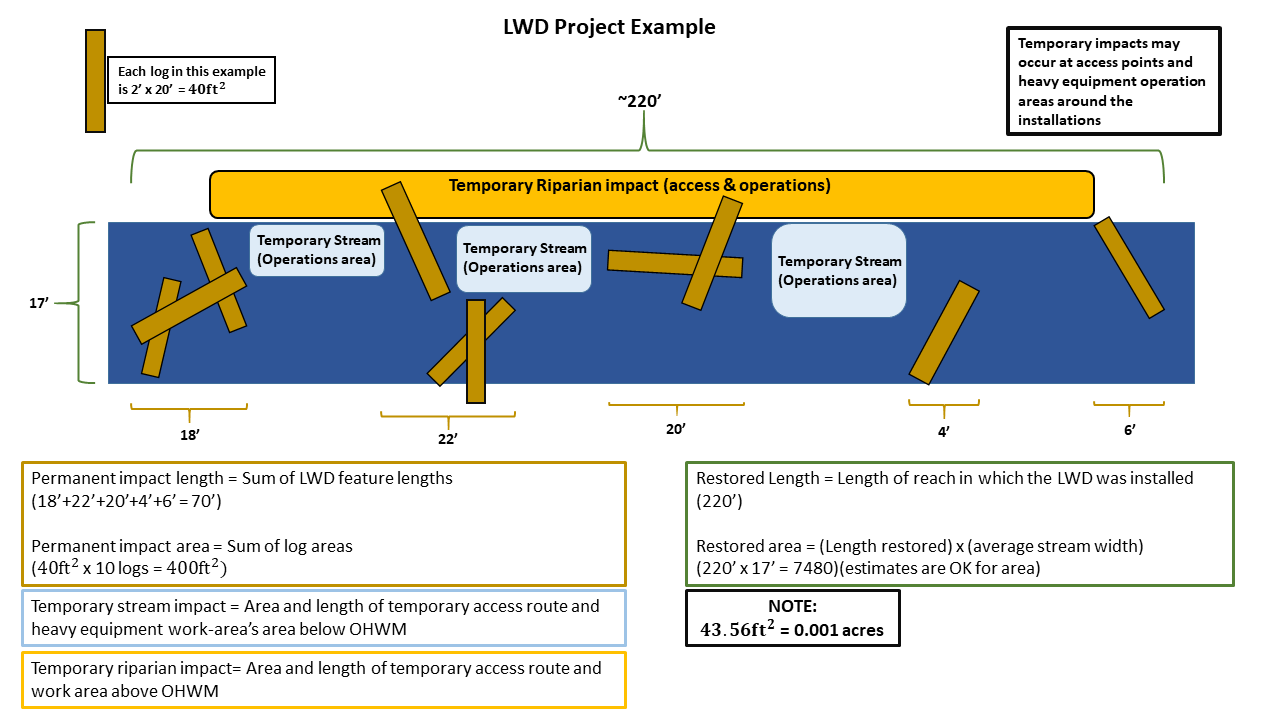 LWD Project Example
Each log in this example
is 2’ x 20’ = 40ft²
Temporary impacts may
occur at access points and
heavy equipment operation
areas around the
installations
~220’
Temporary Riparian impact (access & operations)
Temporary Stream
(Operations area)
Temporary Stream
(Operations area)
Temporary Stream
(Operations area)
17’
18’
22’
20’
4’
6’
Permanent impact length = Sum of LWD feature lengths
(18’+22’+20’+4’+6’ = 70’)
Permanent impact area = Sum of log areas
(40ft² x 10 logs = 400ft²)
Temporary stream impact = Area and length of temporary access route and
heavy equipment work-area’s area below OHWM
Temporary riparian impact= Area and length of temporary access route and
work area above OHWM
Restored Length = Length of reach in which the LWD was installed
(220’)
Restored area = (Length restored) x (average stream width)
(220’ x 17’ = 7480)(estimates are OK for area)
NOTE:
43.56ft² = 0.001 acres